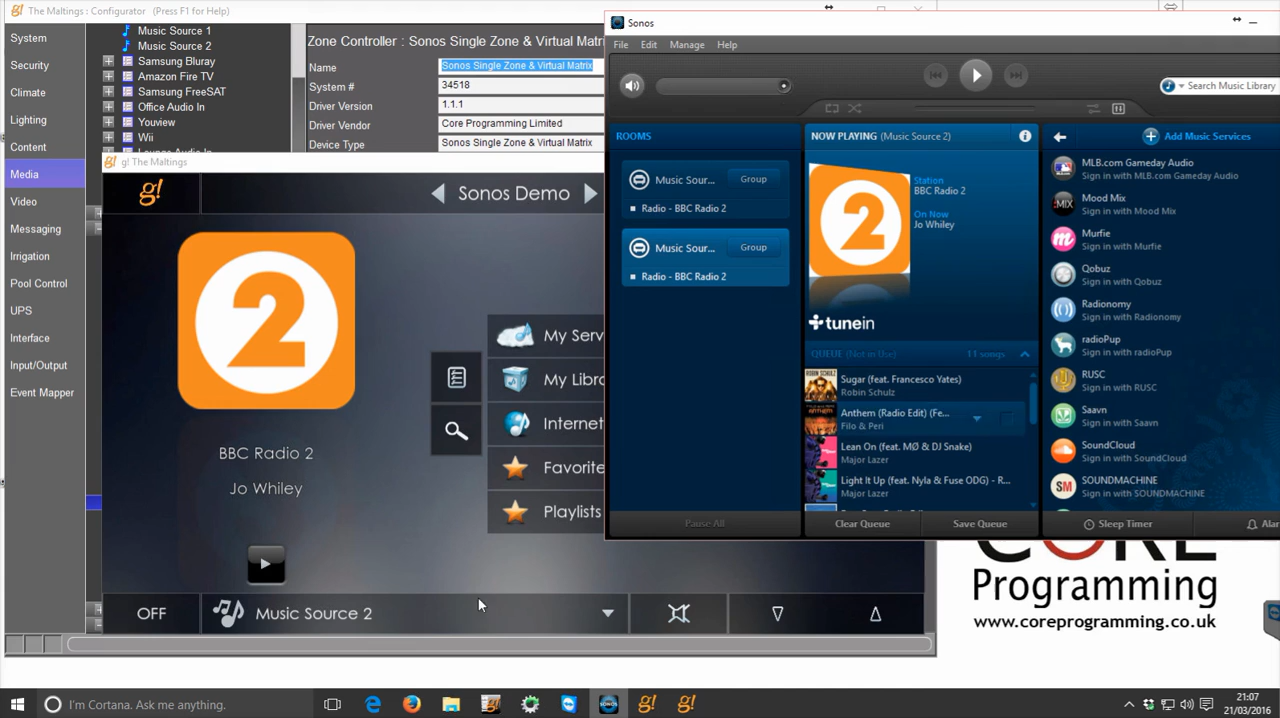 The Maltings : Configurator (Press F1 for Help)
System
Security
Climate
Lighting
Content
Media
Video
Messaging
Irrigation
Pool Control
UPS
Interface
Input/Output
Event Mapper
Music Source 1
Music Source 2
Samsung Bluray
Amazon Fire TV
Samsung FreeSAT
Office Audio In
Youview
Wii
Zone Controller : Sonos Single Zone & Virtual Matri
Name Sonos Single Zone & Virtual Matrix
System # 34518
Driver Version 1.1.1
Driver Vendor Core Programming Limited
Device Type Sonos Single Zone & Virtual Matrix
g! The Maltings
g!
Sonos Demo
2
BBC Radio 2
Jo Whiley
My Serv
My Libr
Internet
Favorite
Playlists
OFF
Music Source 2
Sonos
File Edit Manage Help
Search Music Library
ROOMS
Music Sour... Group
Radio - BBC Radio 2
Music Sour... Group
Radio - BBC Radio 2
Pause All
NOW PLAYING (Music Source 2)
2
Station
BBC Radio 2
On Now
Jo Whiley
tunein
QUEUE (Not in Use) 11 songs
Sugar (feat. Francesco Yates)
Robin Schulz
Anthem (Radio Edit) (Fe...
Filo & Peri
Lean On (feat. MØ & DJ Snake)
Major Lazer
Light It Up (feat. Nyla & Fuse ODG) - R...
Major Lazer
Clear Queue Save Queue
Add Music Services
MLB.com Gameday Audio
Sign in with MLB.com Gameday Audio
Mood Mix
Sign in with Mood Mix
Murfie
Sign in with Murfie
Qobuz
Sign in with Qobuz
Radionomy
Sign in with Radionomy
radioPup
Sign in with radioPup
RUSC
Sign in with RUSC
Saavn
Sign in with Saavn
SoundCloud
Sign in with SoundCloud
SOUNDMACHINE
Sign in with SOUNDMACHINE
Sleep Timer Alar
CORE
Programming
www.coreprogramming.co.uk
I'm Cortana. Ask me anything.
SONOS
g!
g!
21:07
21/03/2016